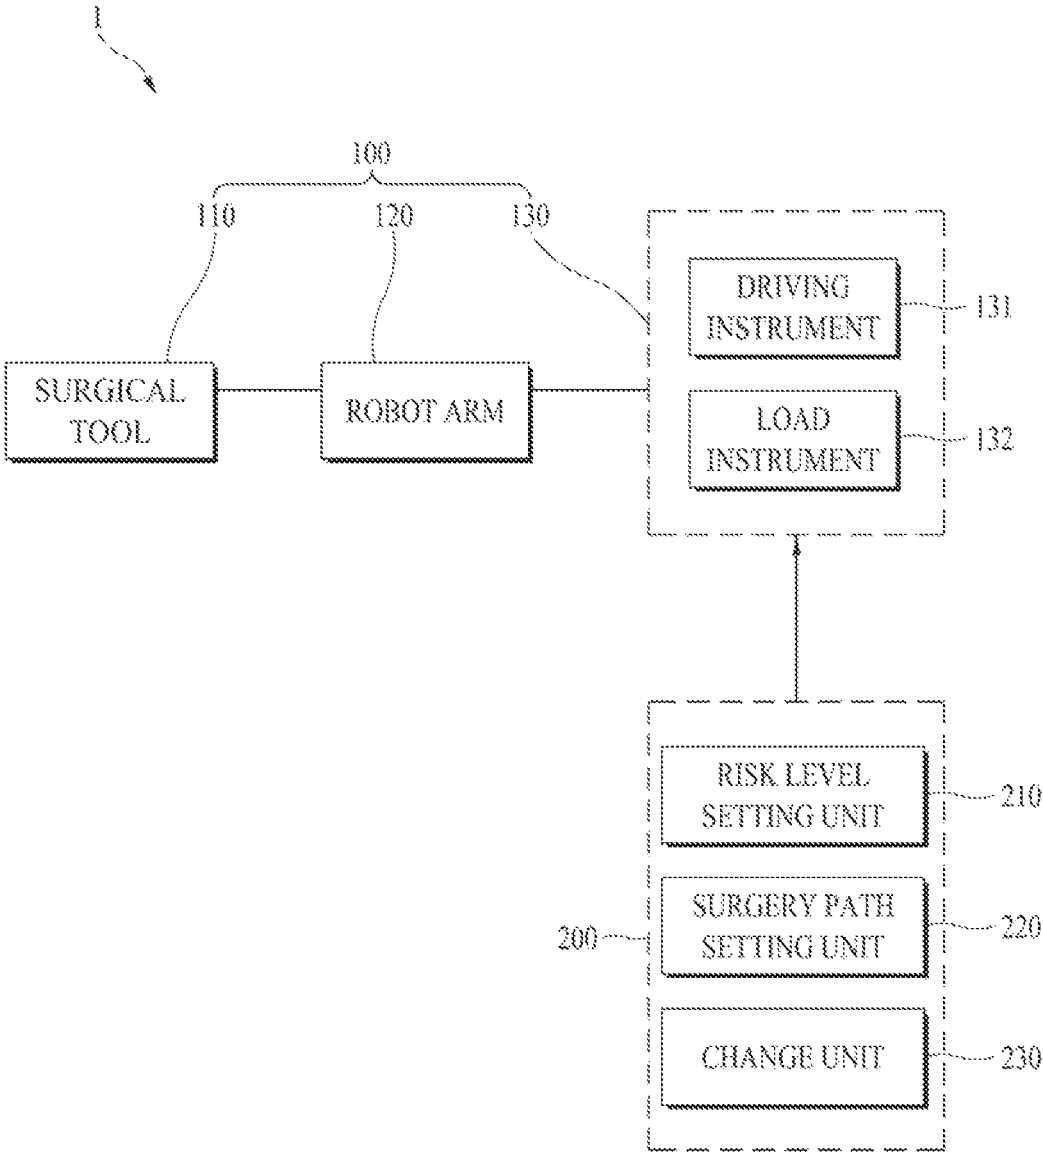 1
100
110
120
130
DRIVING
INSTRUMENT
131
SURGICAL
TOOL
ROBOT ARM
LOAD
INSTRUMENT
132
RISK LEVEL
SETTING UNIT
210
SURGERY PATH
SETTING UNIT
220
200
CHANGE UNIT
230